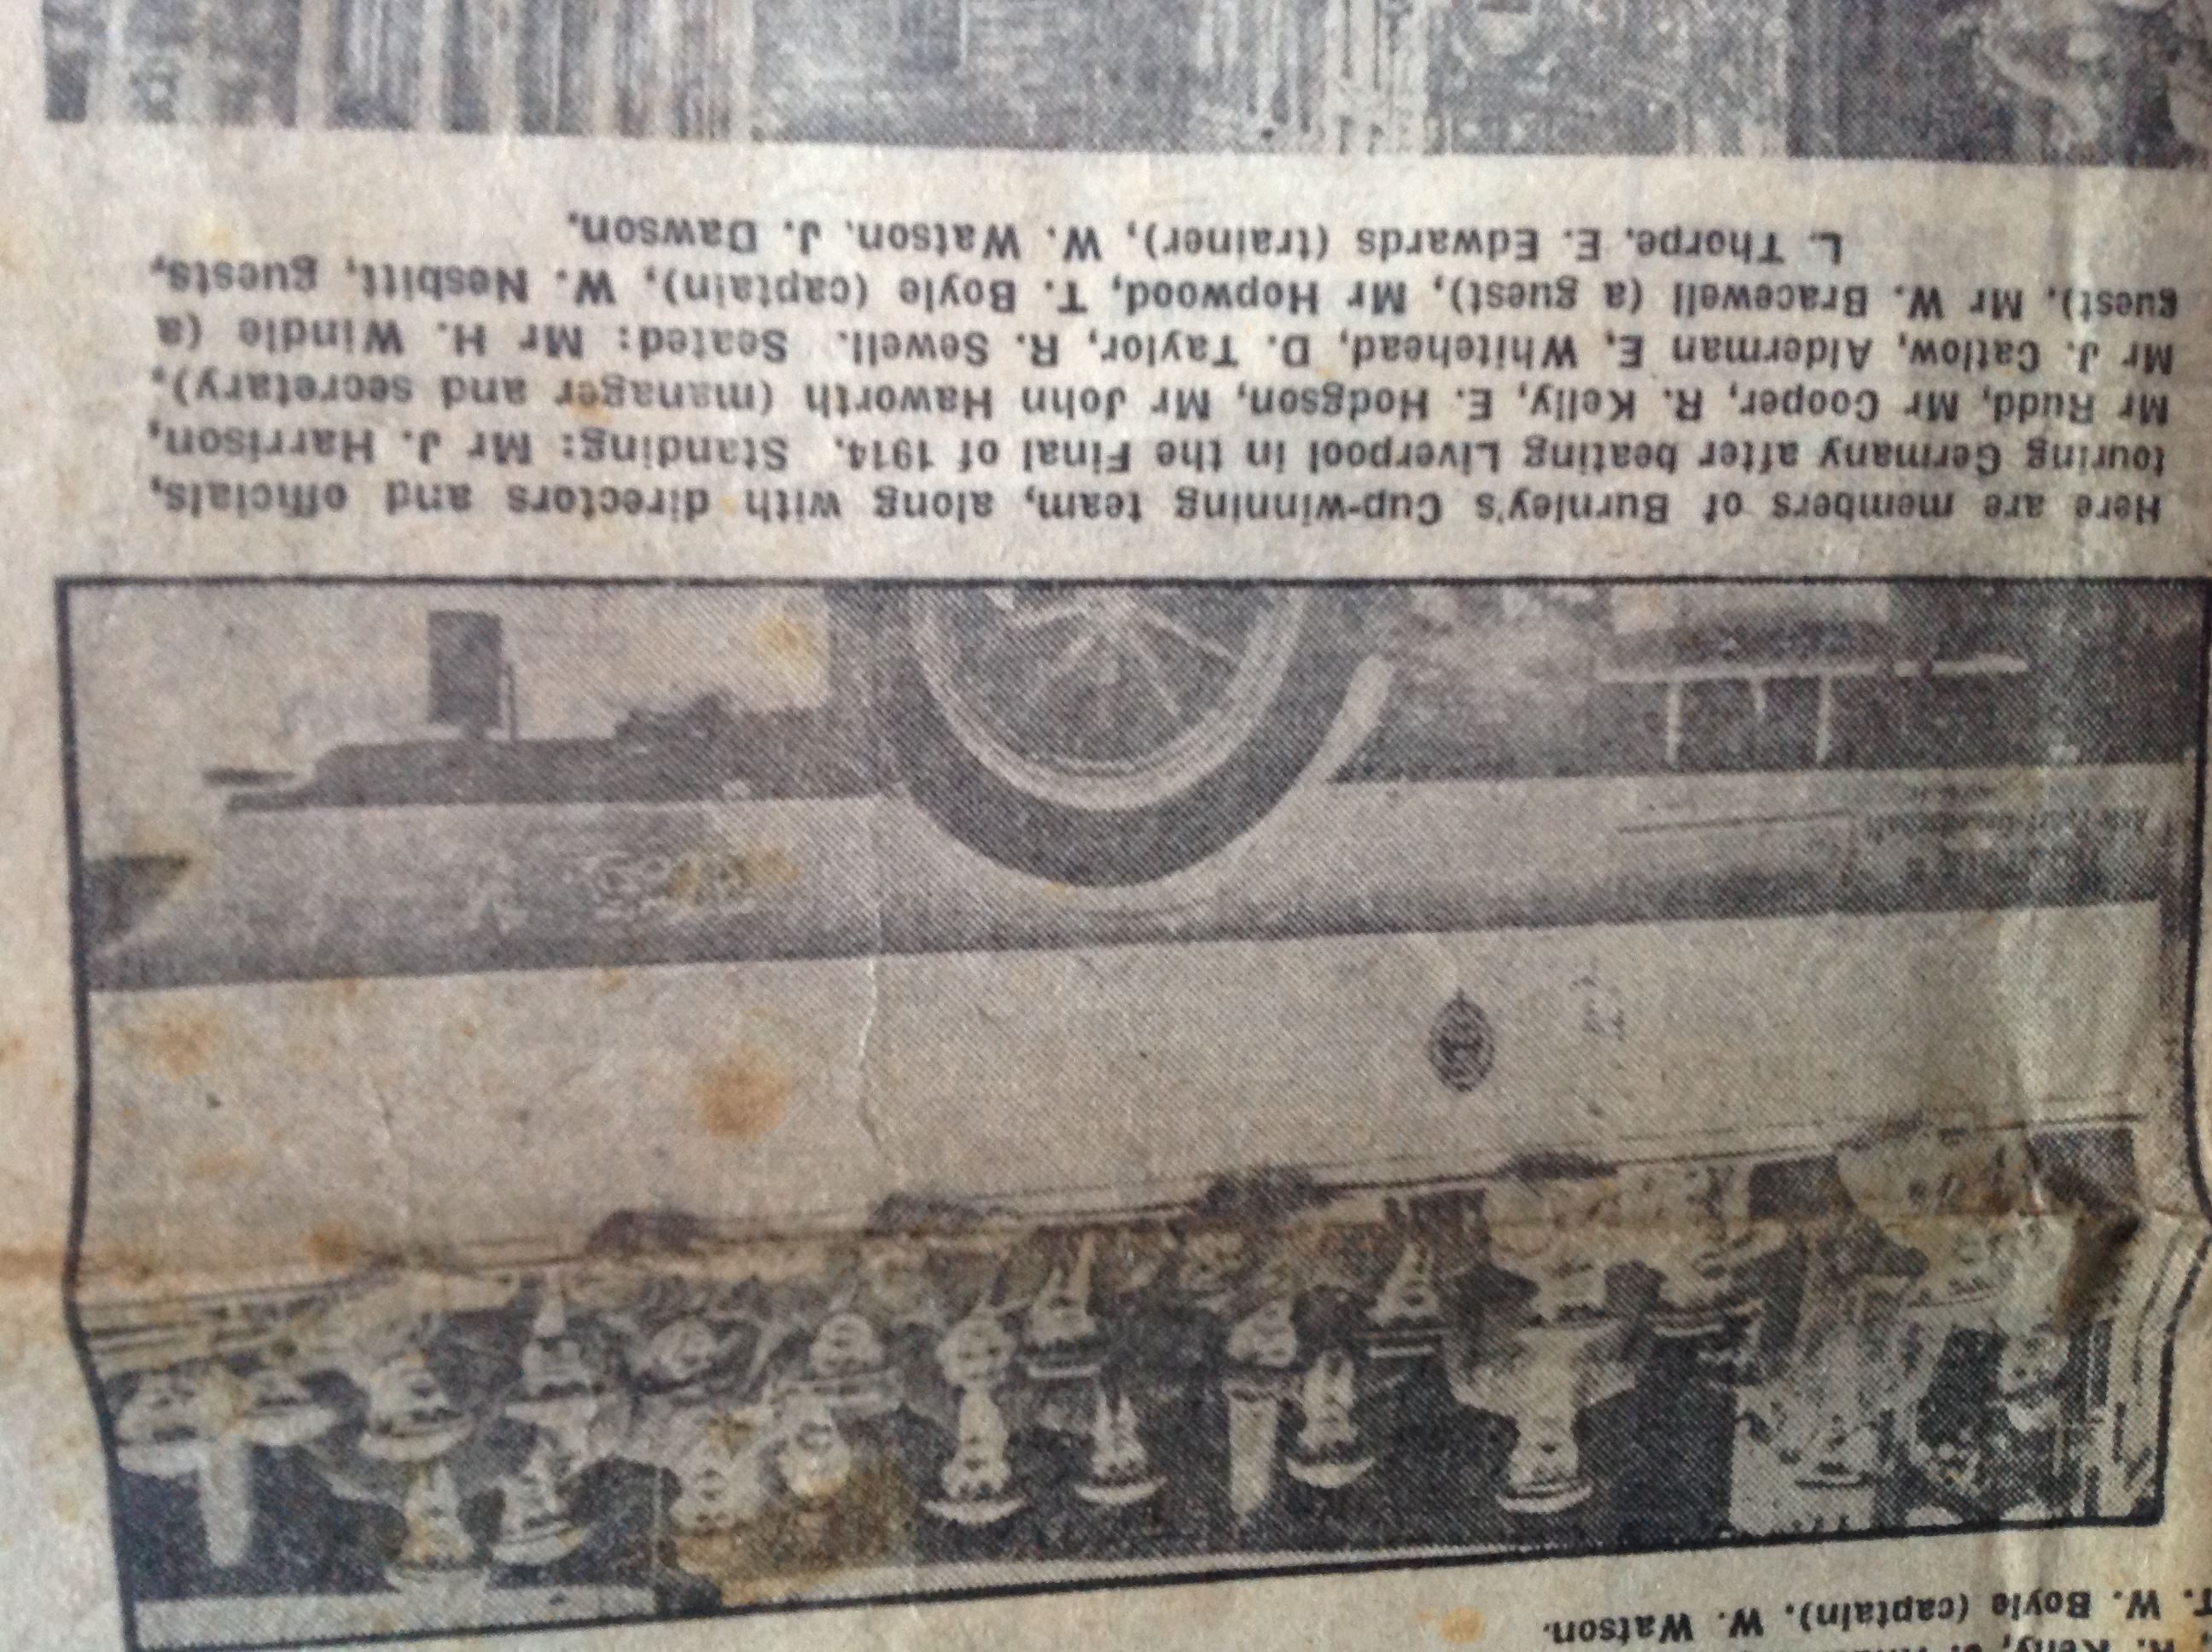 T. W. Boyle (captain). W. W. Watson.
Here are members of Burnley's Cup-winning team, along with directors and officials,
touring Germany after beating Liverpool in the Final of 1914. Standing: Mr J. Harrison,
Mr Rudd, Mr Cooper, R. Kelly, E. Hodgson, Mr John Haworth (manager and secretary),
Mr J. Catlow, Alderman E. Whitehead, D. Taylor, R. Sewell. Seated: Mr H. Windle (a
guest), Mr W. Bracewell (a guest), Mr Hopwood, T. Boyle (captain), W. Nesbitt, guests,
L. Thorpe. E. Edwards (trainer), W. Watson. J. Dawson.